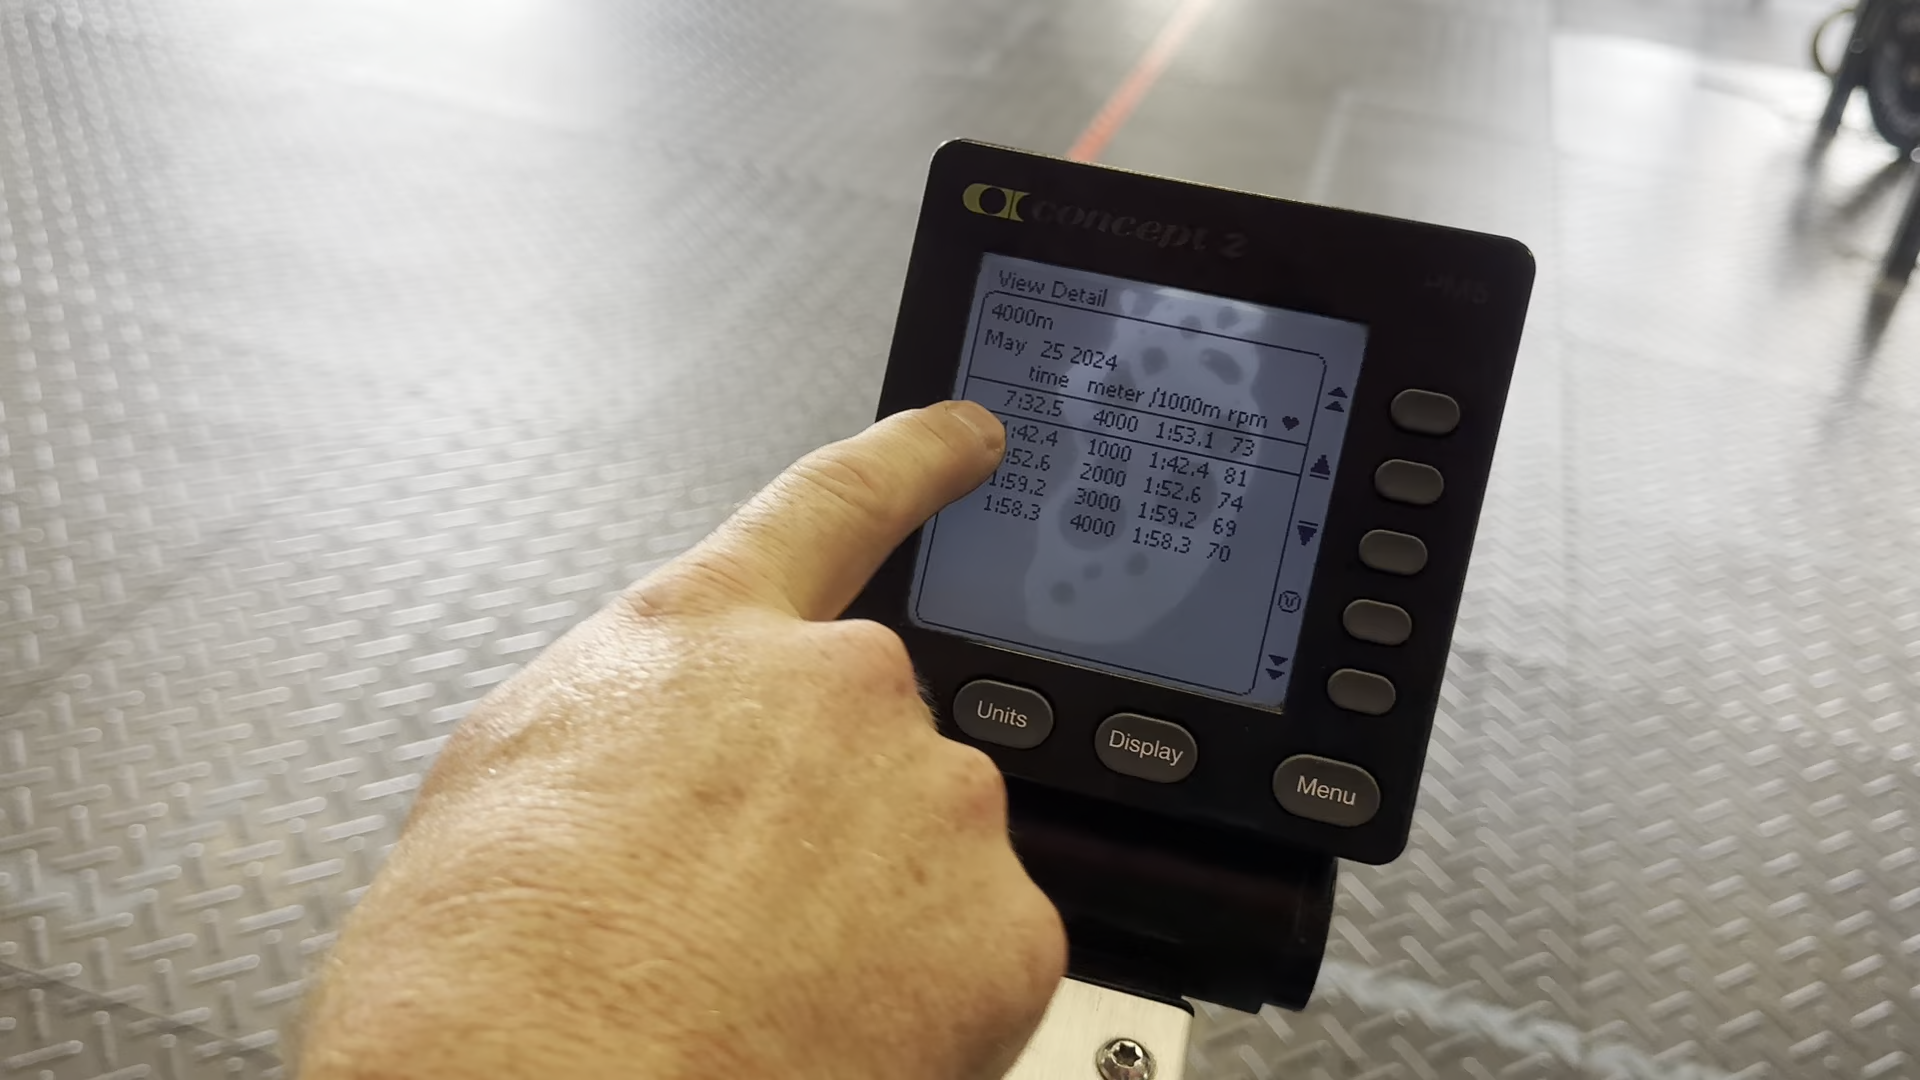 concept 2
PM5
View Detail
4000m
May 25 2024
time meter /1000m rpm
7:32.5 4000 1:53.1 73
:42.4 1000 1:42.4 81
:52.6 2000 1:52.6 74
1:59.2 3000 1:59.2 69
1:58.3 4000 1:58.3 70
Units
Display
Menu